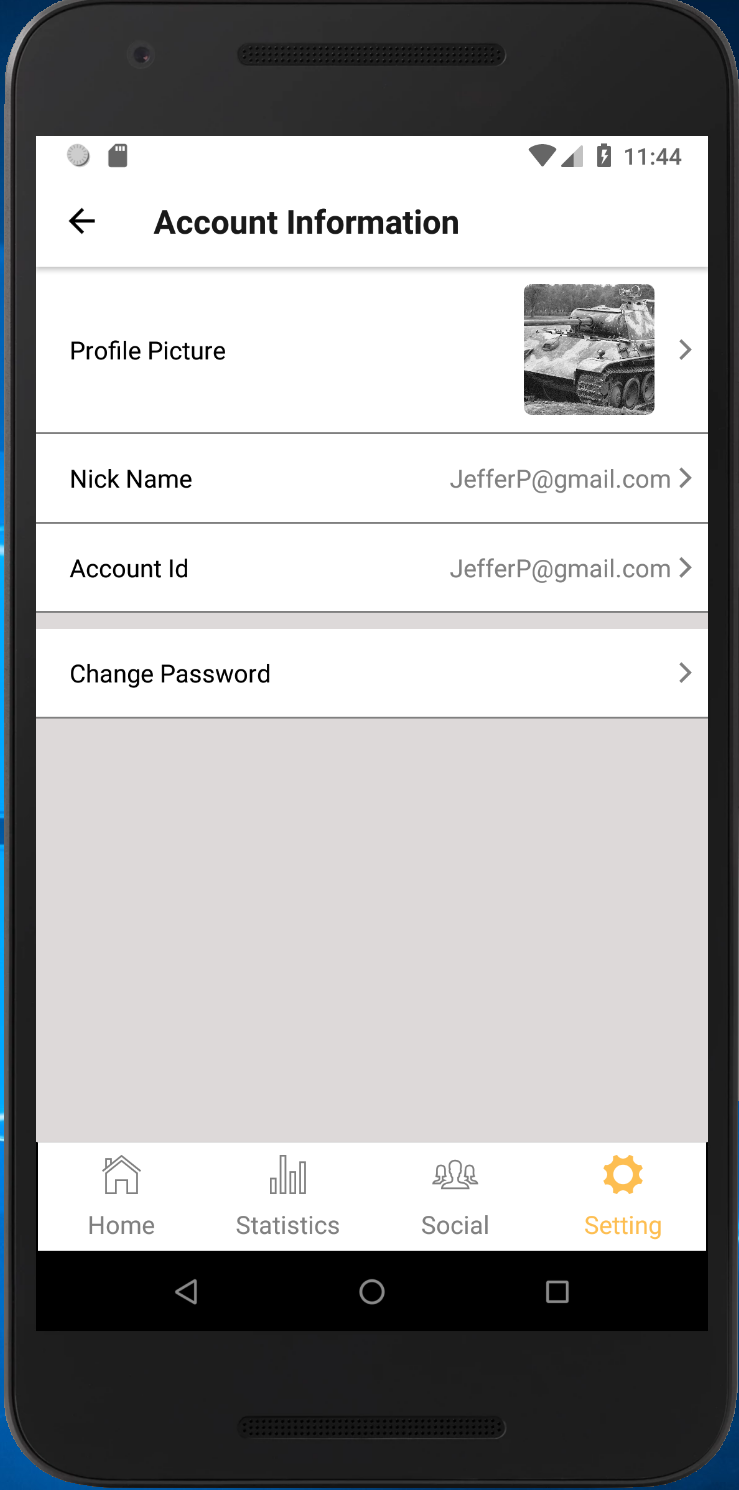 11:44
Account Information
Profile Picture
Nick Name JefferP@gmail.com
Account Id JefferP@gmail.com
Change Password
Home Statistics Social Setting